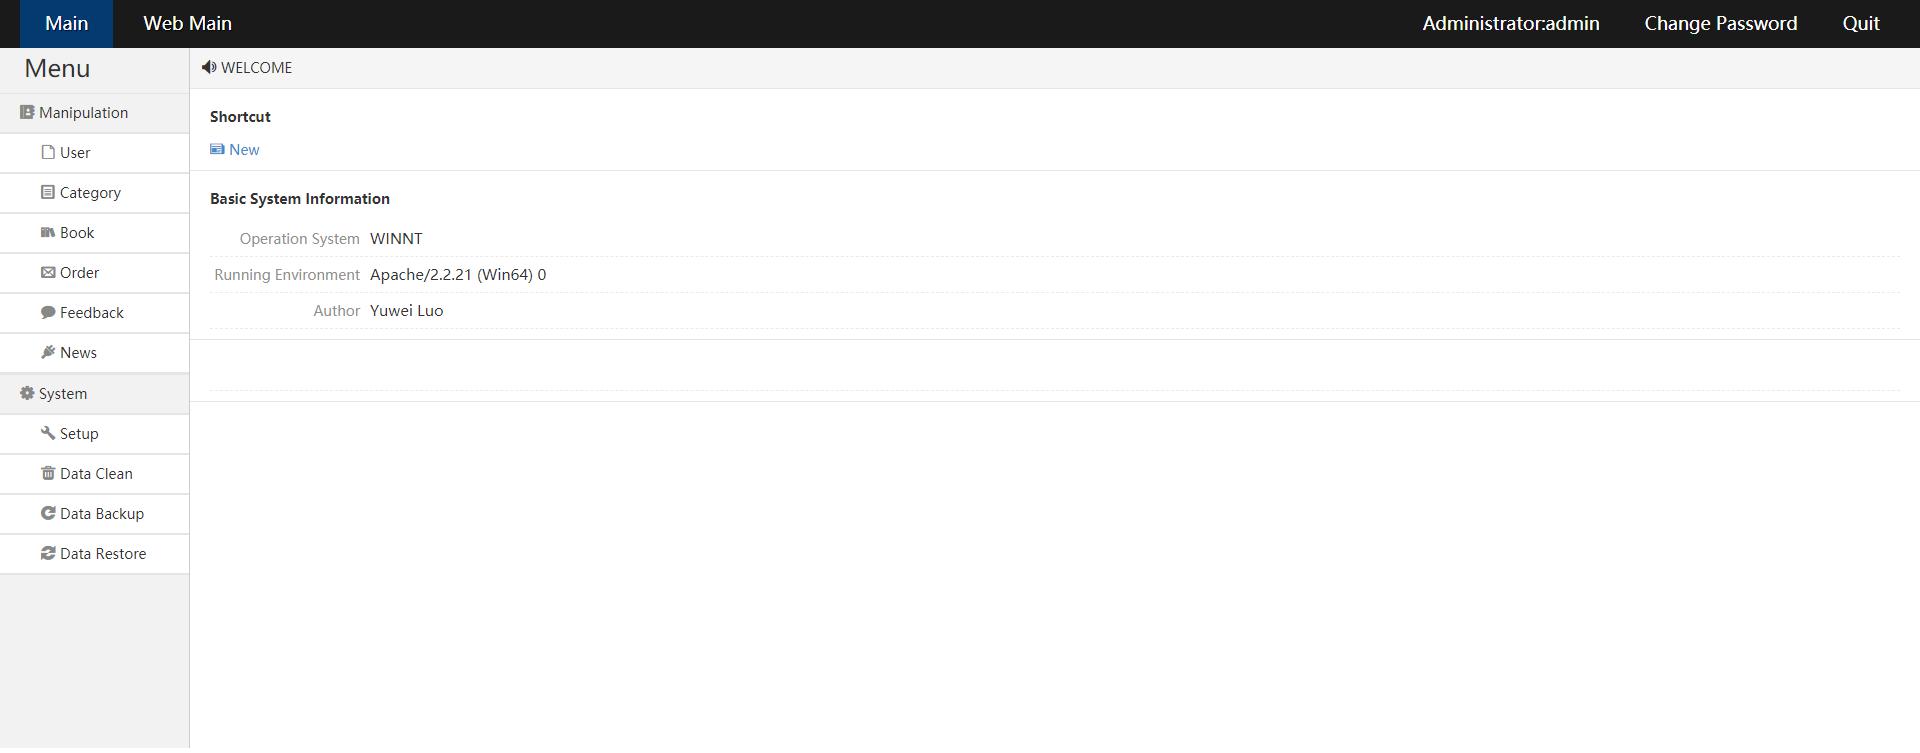 Main Web Main Administrator:admin Change Password Quit
Menu
Manipulation
User
Category
Book
Order
Feedback
News
System
Setup
Data Clean
Data Backup
Data Restore
WELCOME
Shortcut
New
Basic System Information
Operation System WINNT
Running Environment Apache/2.2.21 (Win64) 0
Author Yuwei Luo